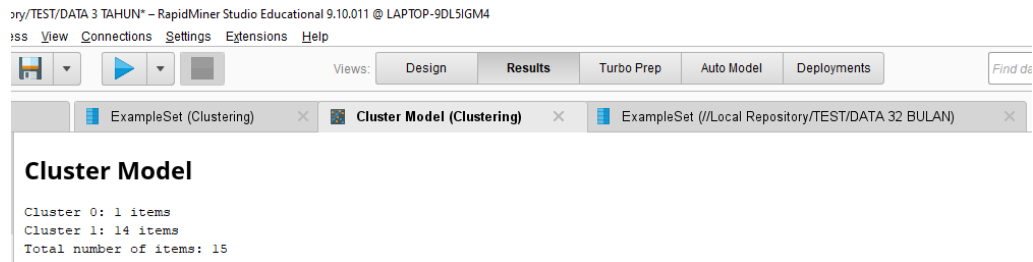 ory/TEST/DATA 3 TAHUN* – RapidMiner Studio Educational 9.10.011 @ LAPTOP-9DL5IGM4
ess View Connections Settings Extensions Help
Views: Design Results Turbo Prep Auto Model Deployments Find da
ExampleSet (Clustering) Cluster Model (Clustering) ExampleSet (//Local Repository/TEST/DATA 32 BULAN)
Cluster Model
Cluster 0: 1 items
Cluster 1: 14 items
Total number of items: 15